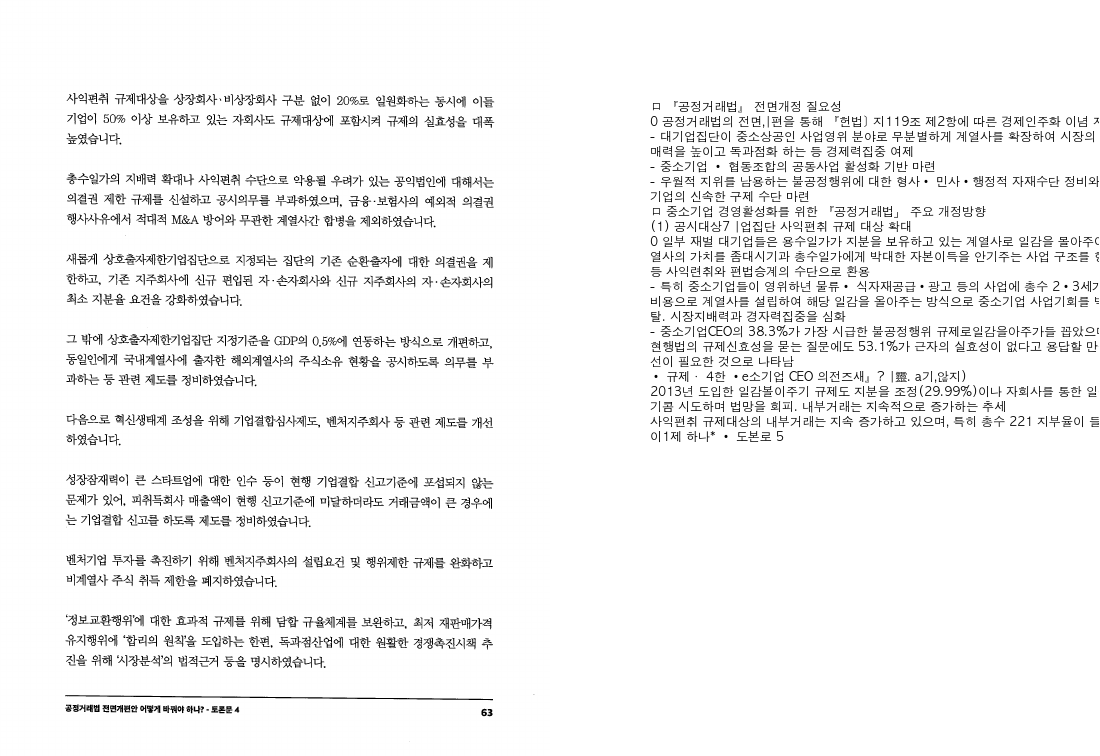 사익편취 규제대상을 상장회사·비상장회사 구분 없이 20%로 일원화하는 동시에 이들
기업이 50% 이상 보유하고 있는 자회사도 규제대상에 포함시켜 규제의 실효성을 대폭
높였습니다.
총수일가의 지배력 확대나 사익편취 수단으로 악용될 우려가 있는 공익법인에 대해서는
의결권 제한 규제를 신설하고 공시의무를 부과하였으며, 금융·보험사의 예외적 의결권
행사사유에서 적대적 M&A 방어와 무관한 계열사간 합병을 제외하였습니다.
새롭게 상호출자제한기업집단으로 지정되는 집단의 기존 순환출자에 대한 의결권을 제
한하고, 기존 지주회사에 신규 편입된 자·손자회사와 신규 지주회사의 자·손자회사의
최소 지분율 요건을 강화하였습니다.
그 밖에 상호출자제한기업집단 지정기준을 GDP의 0.5%에 연동하는 방식으로 개편하고,
동일인에게 국내계열사에 출자한 해외계열사의 주식소유 현황을 공시하도록 의무를 부
과하는 등 관련 제도를 정비하였습니다.
다음으로 혁신생태계 조성을 위해 기업결합심사제도, 벤처지주회사 등 관련 제도를 개선
하였습니다.
성장잠재력이 큰 스타트업에 대한 인수 등이 현행 기업결합 신고기준에 포섭되지 않는
문제가 있어, 피취득회사 매출액이 현행 신고기준에 미달하더라도 거래금액이 큰 경우에
는 기업결합 신고를 하도록 제도를 정비하였습니다.
벤처기업 투자를 촉진하기 위해 벤처지주회사의 설립요건 및 행위제한 규제를 완화하고
비계열사 주식 취득 제한을 폐지하였습니다.
'정보교환행위'에 대한 효과적 규제를 위해 담합 규율체계를 보완하고, 최저 재판매가격
유지행위에 '합리의 원칙'을 도입하는 한편, 독과점산업에 대한 원활한 경쟁촉진시책 추
진을 위해 '시장분석'의 법적근거 등을 명시하였습니다.
공정거래법 전면개편안 어떻게 바꿔야 하나? - 토론문 4
63
ㅁ 『공정거래법』 전면개정 질요성
0 공정거래법의 전면,|편을 통해 『헌법〕 지119조 제2항에 따른 경제인주화 이념
- 대기업집단이 중소상공인 사업영위 분야로 무분별하게 계열사를 확장하여 시장의
매력을 높이고 독과점화 하는 등 경제력집중 여제
- 중소기업 • 협동조합의 공동사업 활성화 기반 마련
- 우월적 지위를 남용하는 불공정행위에 대한 형사• 민사•행정적 자재수단 정비와
기업의 신속한 구제 수단 마련
ㅁ 중소기업 경영활성화를 위한 『공정거래법』 주요 개정방향
(1) 공시대상7 |업집단 사익편취 규제 대상 확대
0 일부 재벌 대기업들은 용수일가가 지분을 보유하고 있는 계열사로 일감을 몰아주
열사의 가치를 좀대시기과 총수일가에게 박대한 자본이득을 안기주는 사업 구조를
등 사익련취와 편법승계의 수단으로 환용
- 특히 중소기업들이 영위하넌 물류• 식자재공급•광고 등의 사업에 총수 2•3세가
비용으로 계열사를 설립하여 해당 일감을 올아주는 방식으로 중소기업 사업기회를
탈. 시장지배력과 경자력집중을 심화
- 중소기업CEO의 38.3%가 가장 시급한 불공정행위 규제로일감을아주가들 꼽았으
현행법의 규제신효성을 묻는 질문에도 53.1%가 근자의 실효성이 없다고 용답할 만
선이 필요한 것으로 나타남
• 규제ㆍ 4한 •e소기업 CEO 의전즈새』? |靈. a기,않지)
2013년 도입한 일감볼이주기 규제도 지분을 조정(29.99%)이나 자회사를 통한 일
기콤 시도하며 법망을 회피. 내부거래는 지속적으로 증가하는 추세
사익편취 규제대상의 내부거래는 지속 증가하고 있으며, 특히 총수 221 지부율이
이1제 하나* • 도본로 5